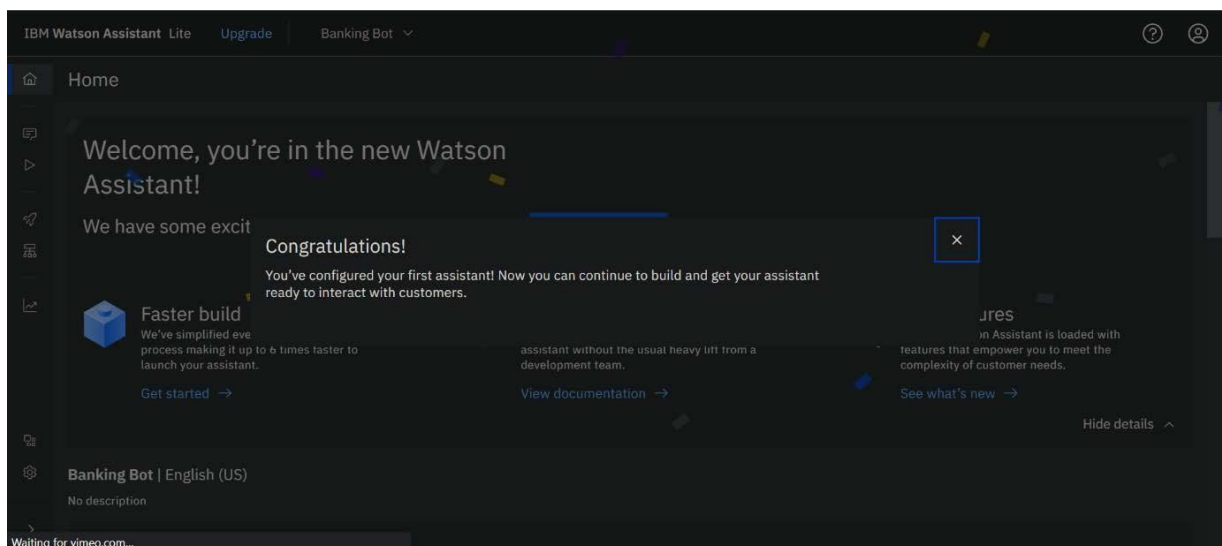 IBM Watson Assistant Lite Upgrade Banking Bot
Home
Welcome, you're in the new Watson
Assistant!
We have some excit
Congratulations!
You've configured your first assistant! Now you can continue to build and get your assistant
ready to interact with customers.
Faster build
We've simplified eve
process making it up to 6 times faster to
launch your assistant.
Get started →
assistant without the usual heavy lift from a
development team.
View documentation →
ures
on Assistant is loaded with
features that empower you to meet the
complexity of customer needs.
See what's new →
Hide details
Banking Bot | English (US)
No description
Waiting for vimeo.com...